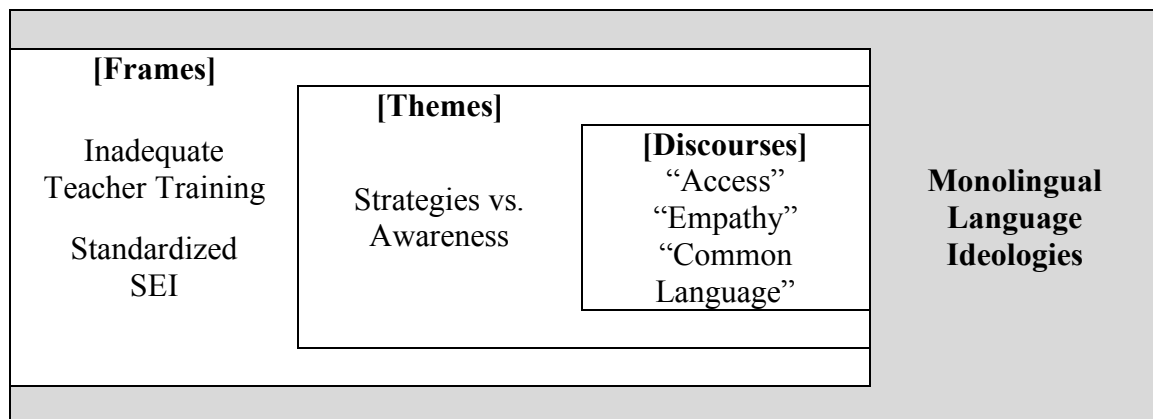 [Frames]
Inadequate
Teacher Training
Standardized
SEI
[Themes]
Strategies vs.
Awareness
[Discourses]
“Access”
“Empathy”
“Common
Language”
Monolingual
Language
Ideologies